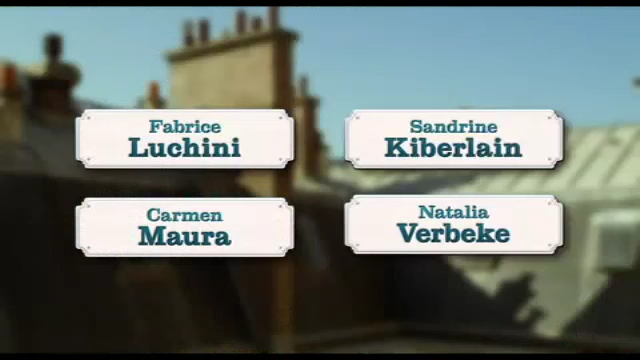 Fabrice
Luchini
Sandrine
Kiberlain
Carmen
Maura
Natalia
Verbeke